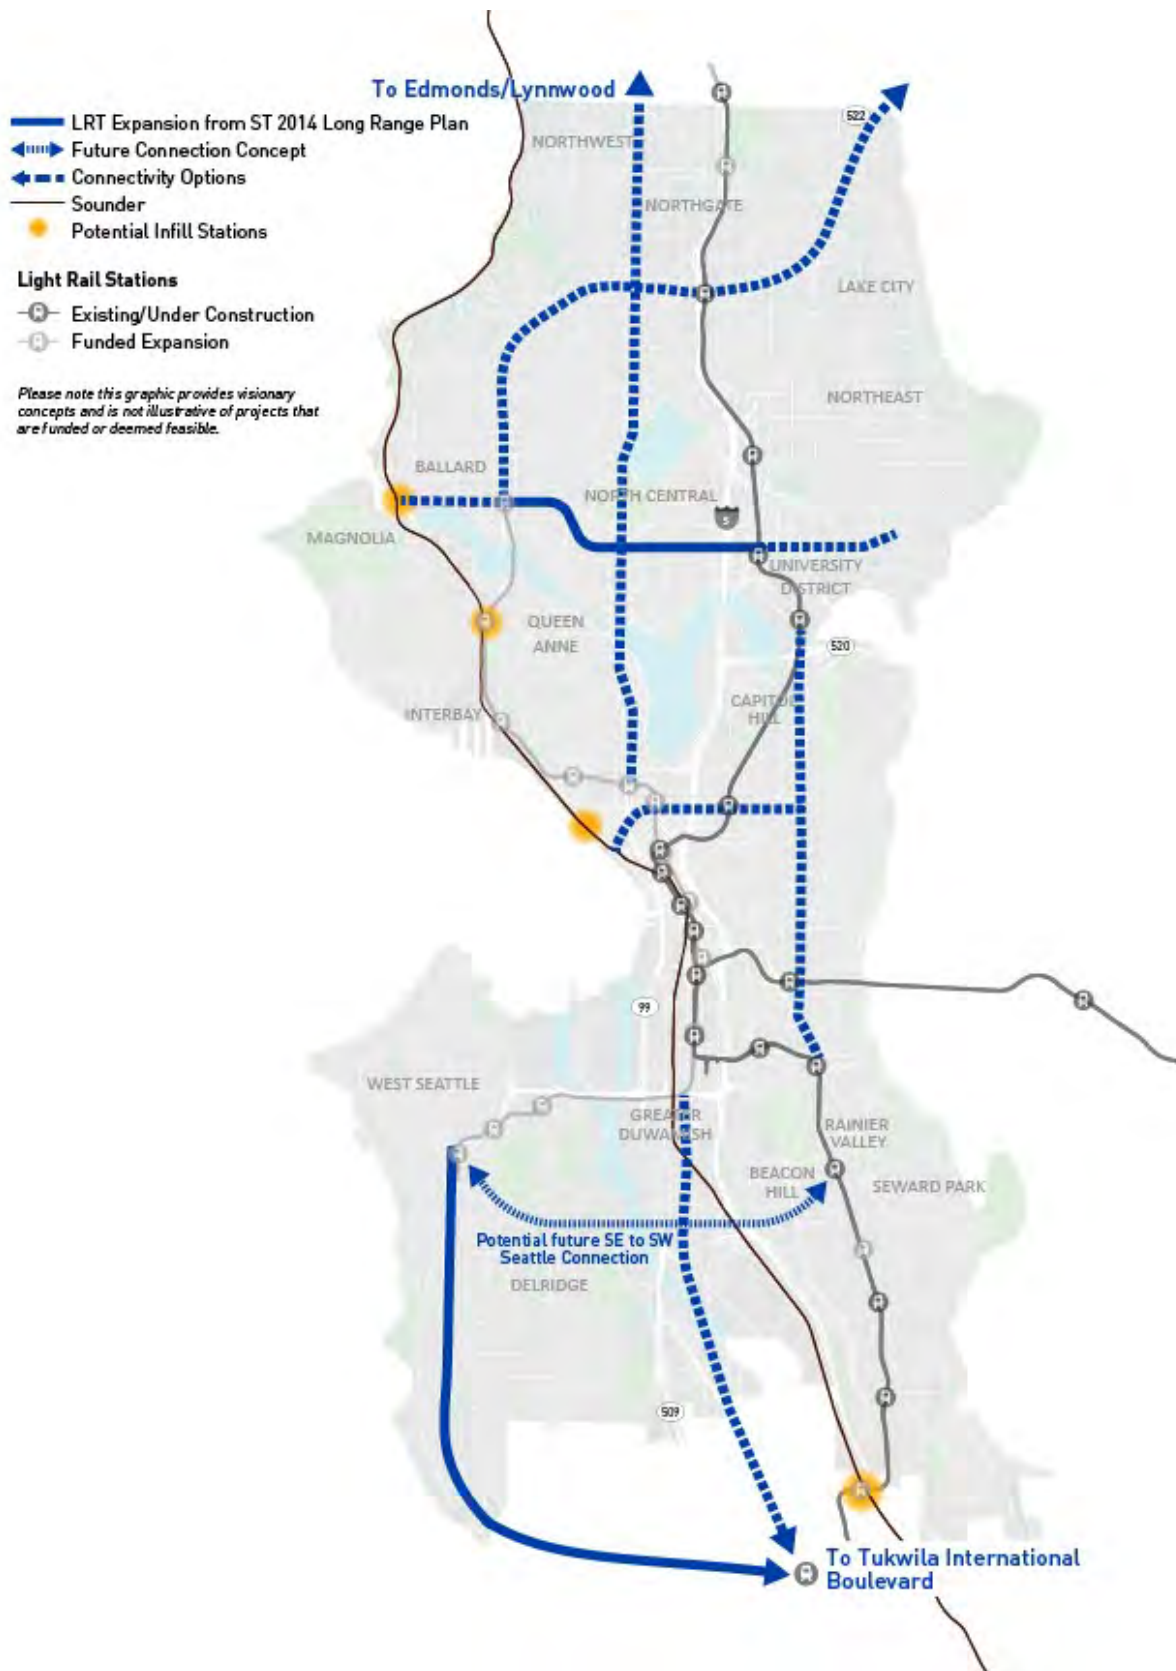 To Edmonds/Lynnwood
LRT Expansion from ST 2014 Long Range Plan
Future Connection Concept
Connectivity Options
Sounder
Potential Infill Stations
Light Rail Stations
Existing/Under Construction
Funded Expansion
Please note this graphic provides visionary
concepts and is not illustrative of projects that
are funded or deemed feasible.
522
NORTHWEST
NORTHGATE
LAKE CITY
NORTHEAST
BALLARD
NORTH CENTRAL
5
MAGNOLIA
UNIVERSITY
DISTRICT
QUEEN
ANNE
520
CAPITOL
HILL
INTERBAY
99
WEST SEATTLE
GREATER
DUWAMISH
RAINIER
VALLEY
BEACON
HILL
SEWARD PARK
Potential future SE to SW
Seattle Connection
DELRIDGE
509
To Tukwila International
Boulevard